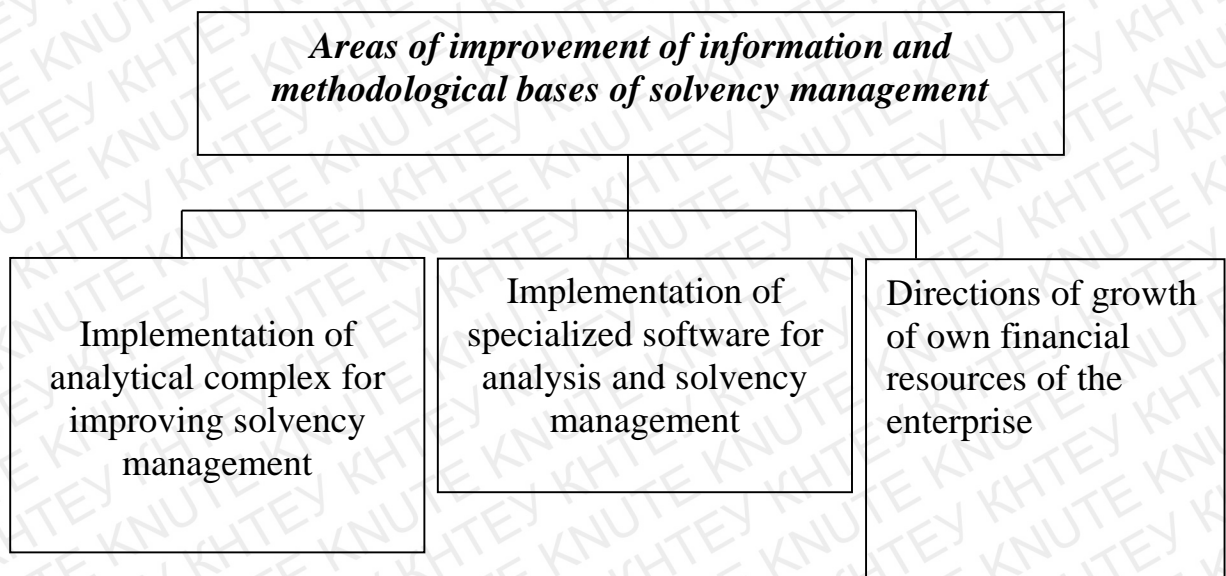 Areas of improvement of information and
methodological bases of solvency management
Implementation of
analytical complex for
improving solvency
management
Implementation of
specialized software for
analysis and solvency
management
Directions of growth
of own financial
resources of the
enterprise